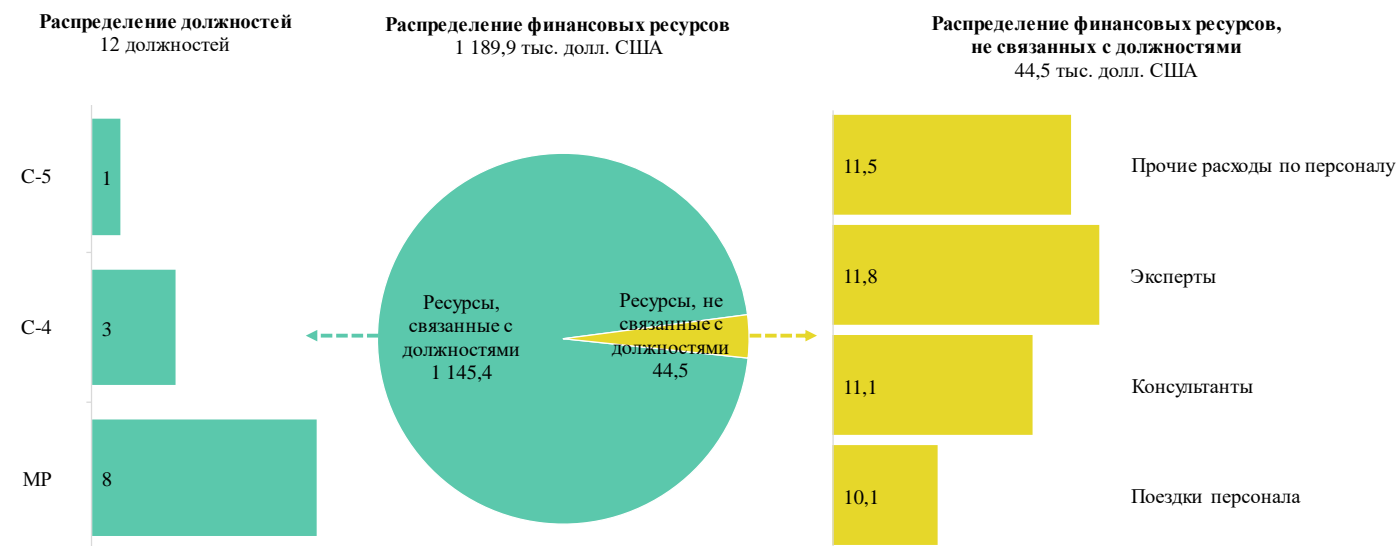 Распределение должностей
12 должностей
Распределение финансовых ресурсов
1 189,9 тыс. долл. США
Распределение финансовых ресурсов,
не связанных с должностями
44,5 тыс. долл. США
С-5
1
С-4
3
МР
8
Ресурсы,
связанные с
должностями
1 145,4
Ресурсы, не
связанные с
должностями
44,5
11,5
Прочие расходы по персоналу
11,8
Эксперты
11,1
Консультанты
10,1
Поездки персонала